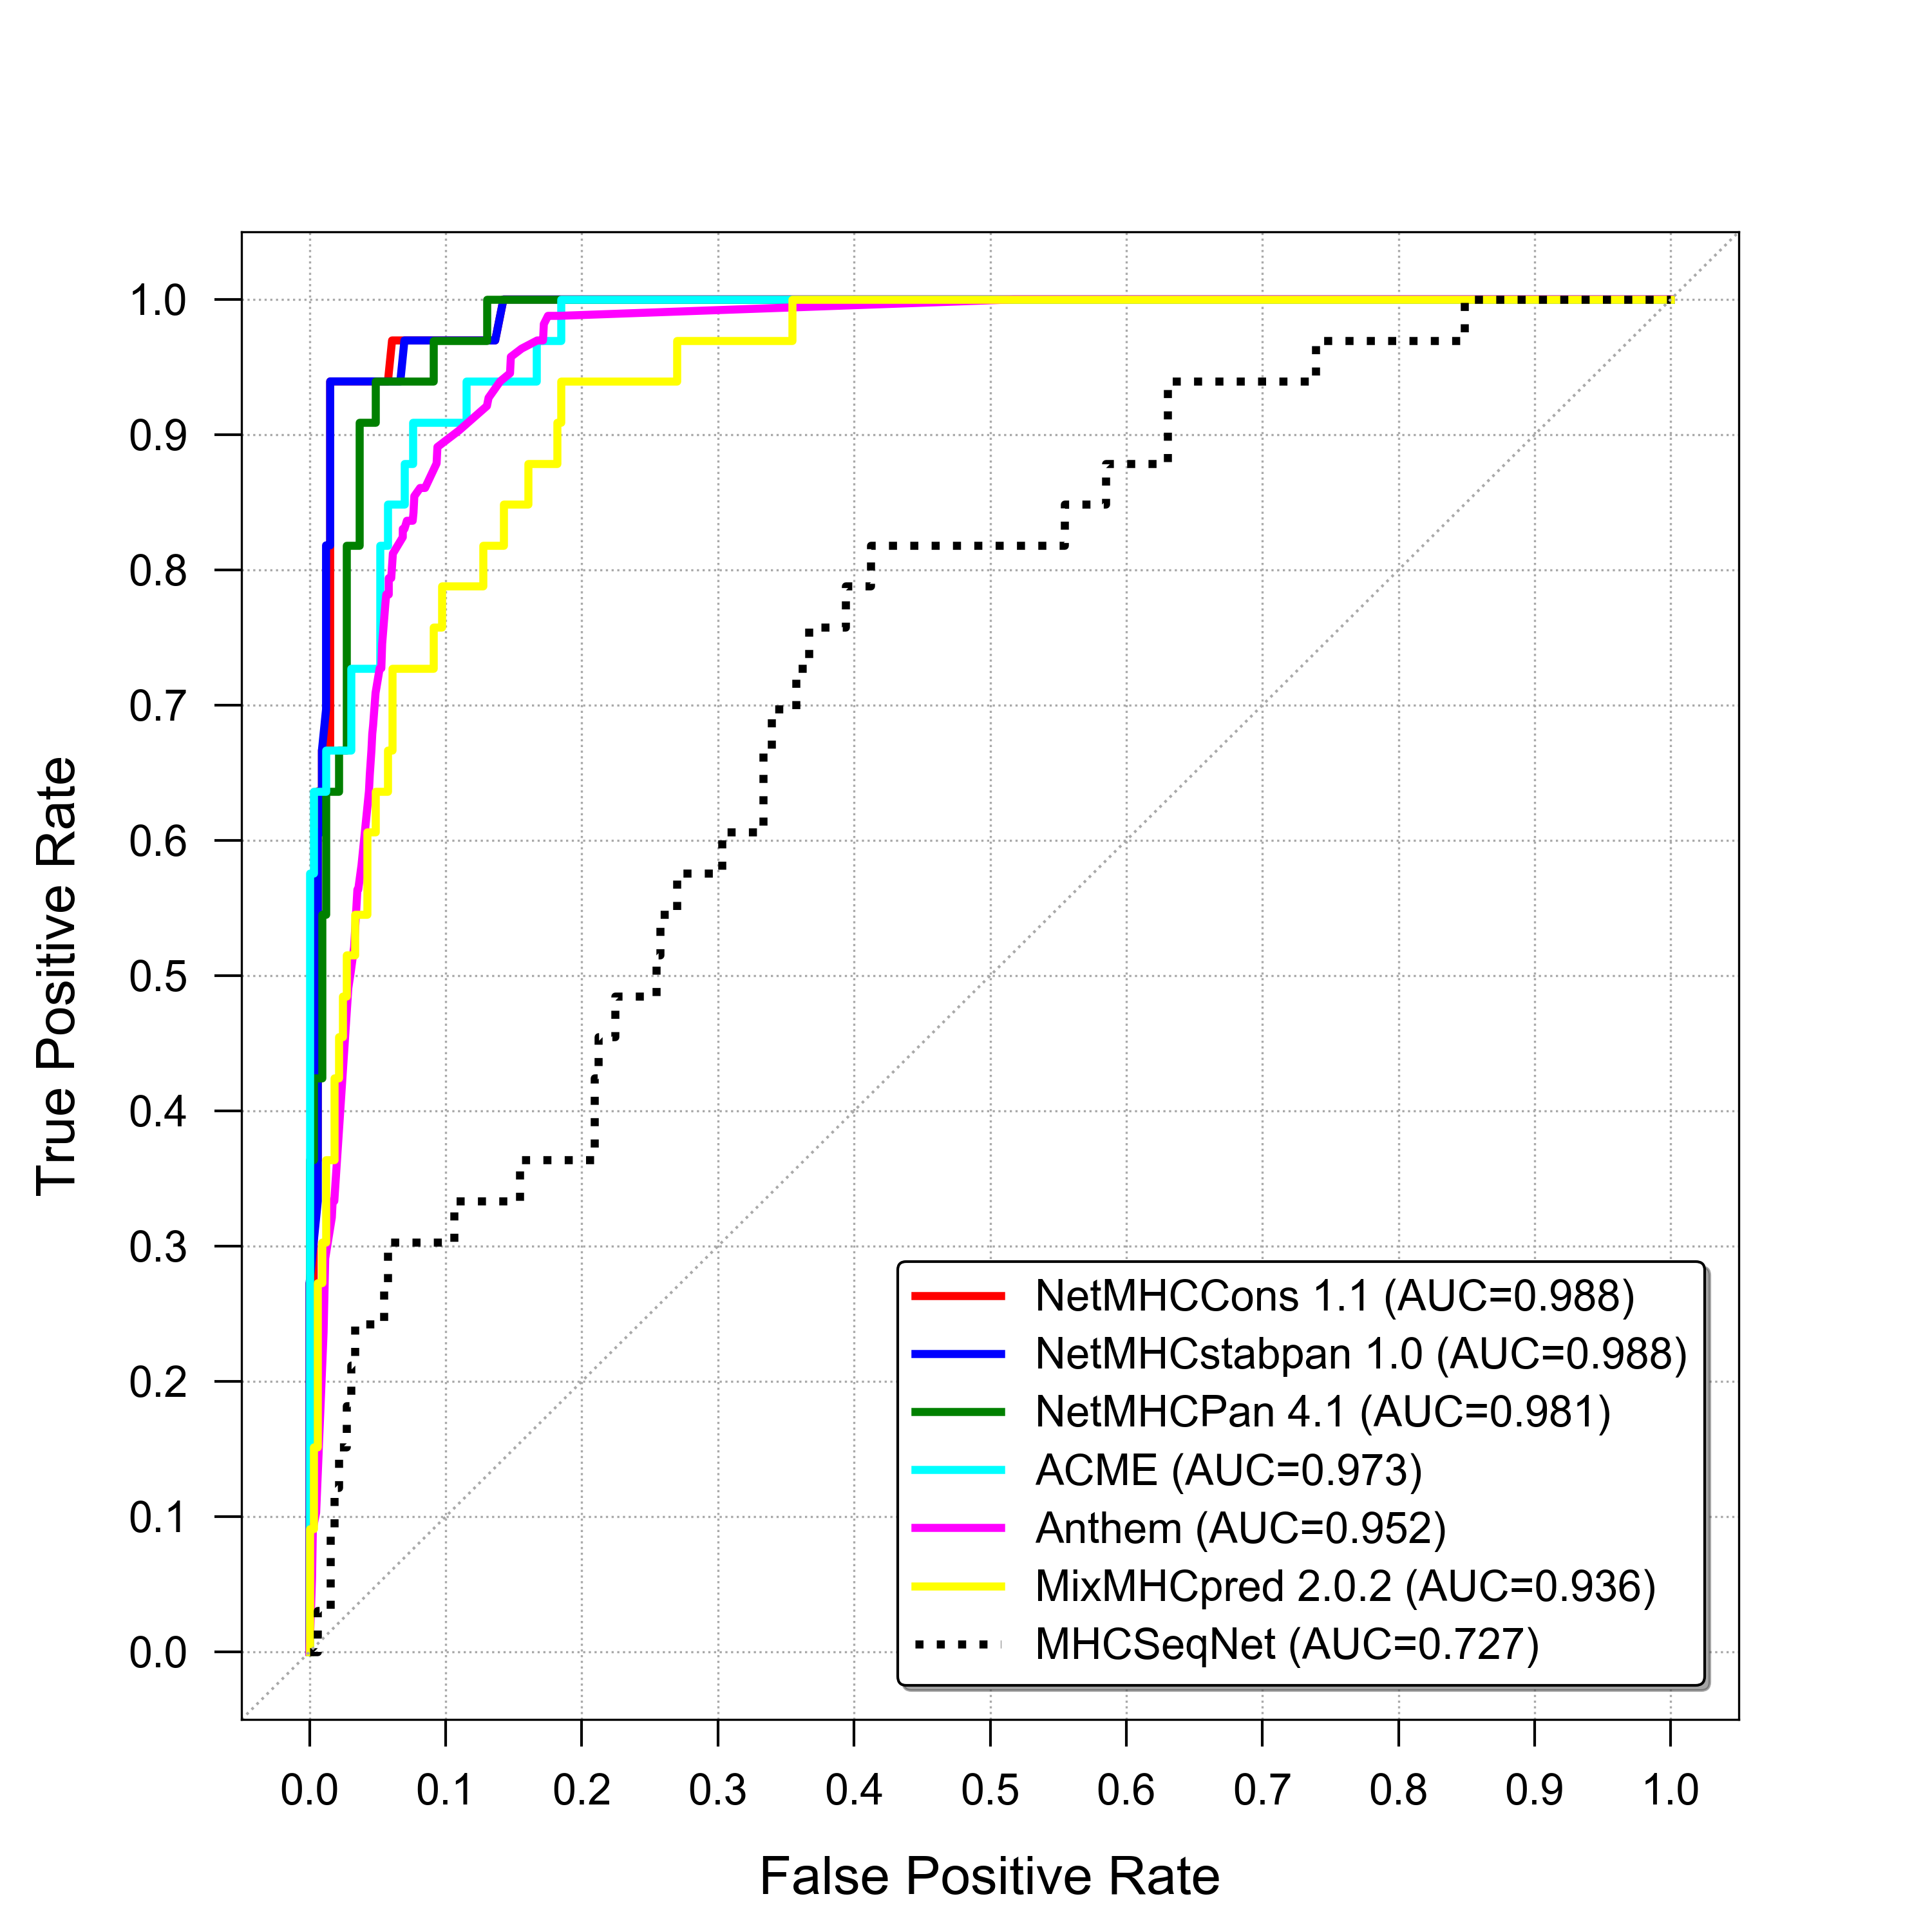 True Positive Rate
1.0
0.9
0.8
0.7
0.6
0.5
0.4
0.3
0.2
0.1
0.0
NetMHCCons 1.1 (AUC=0.988)
NetMHCstabpan 1.0 (AUC=0.988)
NetMHCPan 4.1 (AUC=0.981)
ACME (AUC=0.973)
Anthem (AUC=0.952)
MixMHCpred 2.0.2 (AUC=0.936)
MHCSeqNet (AUC=0.727)
0.0 0.1 0.2 0.3 0.4 0.5 0.6 0.7 0.8 0.9 1.0
False Positive Rate